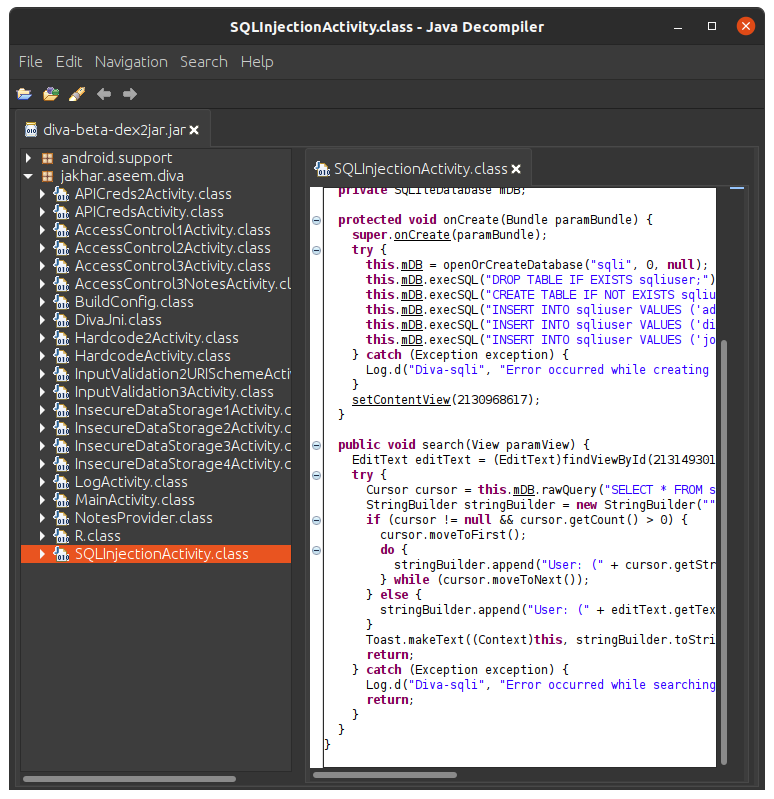 SQLInjectionActivity.class - Java Decompiler
File Edit Navigation Search Help
diva-beta-dex2jar.jar
android.support
jakhar.aseem.diva
APICreds2Activity.class
APICredsActivity.class
AccessControl1Activity.class
AccessControl2Activity.class
AccessControl3Activity.class
AccessControl3NotesActivity.cl
BuildConfig.class
DivaJni.class
Hardcode2Activity.class
HardcodeActivity.class
InputValidation2URISchemeActi
InputValidation3Activity.class
InsecureDataStorage1Activity.c
InsecureDataStorage2Activity.c
InsecureDataStorage3Activity.c
InsecureDataStorage4Activity.c
LogActivity.class
MainActivity.class
NotesProvider.class
R.class
SQLInjectionActivity.class
SQLInjectionActivity.class
private SQLiteDatabase mDB;
protected void onCreate(Bundle paramBundle) {
super.onCreate(paramBundle);
try {
this.mDB = openOrCreateDatabase("sqli", 0, null);
this.mDB.execSQL("DROP TABLE IF EXISTS sqliuser;")
this.mDB.execSQL("CREATE TABLE IF NOT EXISTS sqliu
this.mDB.execSQL("INSERT INTO sqliuser VALUES ('ad
this.mDB.execSQL("INSERT INTO sqliuser VALUES ('di
this.mDB.execSQL("INSERT INTO sqliuser VALUES ('jo
} catch (Exception exception) {
Log.d("Diva-sqli", "Error occurred while creating
}
setContentView(2130968617);
}
public void search(View paramView) {
EditText editText = (EditText)findViewById(213149301
try {
Cursor cursor = this.mDB.rawQuery("SELECT * FROM s
StringBuilder stringBuilder = new StringBuilder(""
if (cursor != null && cursor.getCount() > 0) {
cursor.moveToFirst();
do {
stringBuilder.append("User: (" + cursor.getStr
} while (cursor.moveToNext());
} else {
stringBuilder.append("User: (" + editText.getTex
}
Toast.makeText((Context)this, stringBuilder.toStri
return;
} catch (Exception exception) {
Log.d("Diva-sqli", "Error occurred while searching
return;
}
}
}